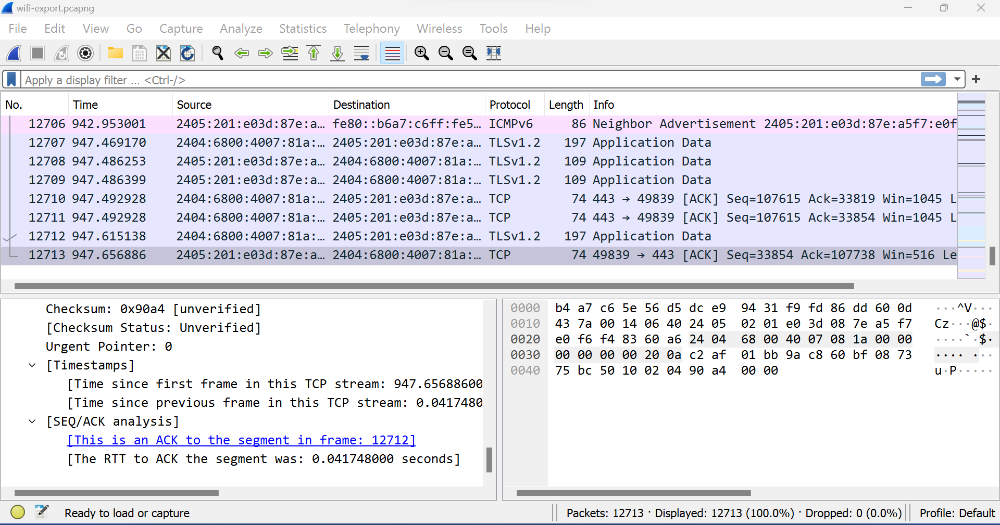 wifi-export.pcapng
File Edit View Go Capture Analyze Statistics Telephony Wireless Tools Help
Apply a display filter ... <Ctrl-/>
No. Time Source Destination Protocol Length Info
12706 942.953001 2405:201:e03d:87e:a… fe80::b6a7:c6ff:fe5… ICMPv6 86 Neighbor Advertisement 2405:201:e03d:87e:a5f7:e0f
12707 947.469170 2404:6800:4007:81a:… 2405:201:e03d:87e:a… TLSv1.2 197 Application Data
12708 947.486253 2405:201:e03d:87e:a… 2404:6800:4007:81a:… TLSv1.2 109 Application Data
12709 947.486399 2405:201:e03d:87e:a… 2404:6800:4007:81a:… TLSv1.2 109 Application Data
12710 947.492928 2404:6800:4007:81a:… 2405:201:e03d:87e:a… TCP 74 443 → 49839 [ACK] Seq=107615 Ack=33819 Win=1045 L
12711 947.492928 2404:6800:4007:81a:… 2405:201:e03d:87e:a… TCP 74 443 → 49839 [ACK] Seq=107615 Ack=33854 Win=1045 L
12712 947.615138 2404:6800:4007:81a:… 2405:201:e03d:87e:a… TLSv1.2 197 Application Data
12713 947.656886 2405:201:e03d:87e:a… 2404:6800:4007:81a:… TCP 74 49839 → 443 [ACK] Seq=33854 Ack=107738 Win=516 Le
Checksum: 0x90a4 [unverified]
[Checksum Status: Unverified]
Urgent Pointer: 0
[Timestamps]
[Time since first frame in this TCP stream: 947.65688600
[Time since previous frame in this TCP stream: 0.0417480
[SEQ/ACK analysis]
[This is an ACK to the segment in frame: 12712]
[The RTT to ACK the segment was: 0.041748000 seconds]
0000 b4 a7 c6 5e 56 d5 dc e9 94 31 f9 fd 86 dd 60 0d ···^V···
0010 43 7a 00 14 06 40 24 05 02 01 e0 3d 08 7e a5 f7 Cz···@$·
0020 e0 f6 f4 83 60 a6 24 04 68 00 40 07 08 1a 00 00 ····`·$·
0030 00 00 00 00 20 0a c2 af 01 bb 9a c8 60 bf 08 73 ···· ···
0040 75 bc 50 10 02 04 90 a4 00 00 u·P·····
Ready to load or capture
Packets: 12713 · Displayed: 12713 (100.0%) · Dropped: 0 (0.0%)
Profile: Default